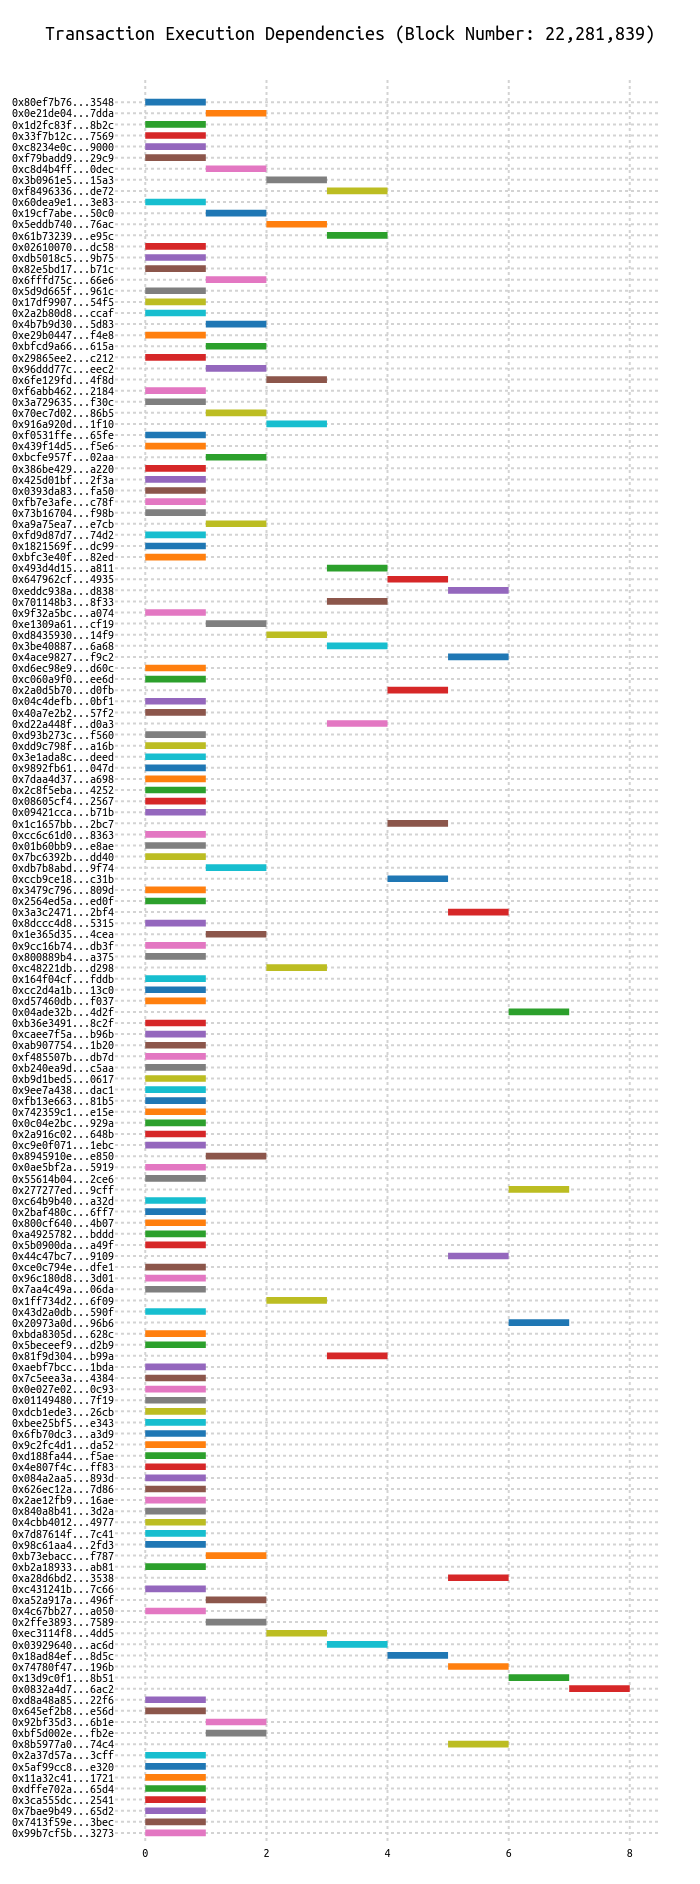 Transaction Execution Dependencies (Block Number: 22,281,839)
0x80ef7b76...3548
0x0e21de04...7dda
0x1d2fc83f...8b2c
0x33f7b12c...7569
0xc8234e0c...9000
0xf79badd9...29c9
0xc8d4b4ff...0dec
0x3b0961e5...15a3
0xf8496336...de72
0x60dea9e1...3e83
0x19cf7abe...50c0
0x5eddb740...76ac
0x61b73239...e95c
0x02610070...dc58
0xdb5018c5...9b75
0x82e5bd17...b71c
0x6fffd75c...66e6
0x5d9d665f...961c
0x17df9907...54f5
0x2a2b80d8...ccaf
0x4b7b9d30...5d83
0xe29b0447...f4e8
0xbfcd9a66...615a
0x29865ee2...c212
0x96ddd77c...eec2
0x6fe129fd...4f8d
0xf6abb462...2184
0x3a729635...f30c
0x70ec7d02...86b5
0x916a920d...1f10
0xf0531ffe...65fe
0x439f14d5...f5e6
0xbcfe957f...02aa
0x386be429...a220
0x425d01bf...2f3a
0x0393da83...fa50
0xfb7e3afe...c78f
0x73b16704...f98b
0xa9a75ea7...e7cb
0xfd9d87d7...74d2
0x1821569f...dc99
0xbfc3e40f...82ed
0x493d4d15...a811
0x647962cf...4935
0xeddc938a...d838
0x701148b3...8f33
0x9f32a5bc...a074
0xe1309a61...cf19
0xd8435930...14f9
0x3be40887...6a68
0x4ace9827...f9c2
0xd6ec98e9...d60c
0xc060a9f0...ee6d
0x2a0d5b70...d0fb
0x04c4defb...0bf1
0x40a7e2b2...57f2
0xd22a448f...d0a3
0xd93b273c...f560
0xdd9c798f...a16b
0x3e1ada8c...deed
0x9892fb61...047d
0x7daa4d37...a698
0x2c8f5eba...4252
0x08605cf4...2567
0x09421cca...b71b
0x1c1657bb...2bc7
0xcc6c61d0...8363
0x01b60bb9...e8ae
0x7bc6392b...dd40
0xdb7b8abd...9f74
0xccb9ce18...c31b
0x3479c796...809d
0x2564ed5a...ed0f
0x3a3c2471...2bf4
0x8dccc4d8...5315
0x1e365d35...4cea
0x9cc16b74...db3f
0x800889b4...a375
0xc48221db...d298
0x164f04cf...fddb
0xcc2d4a1b...13c0
0xd57460db...f037
0x04ade32b...4d2f
0xb36e3491...8c2f
0xcaee7f5a...b96b
0xab907754...1b20
0xf485507b...db7d
0xb240ea9d...c5aa
0xb9d1bed5...0617
0x9ee7a438...dac1
0xfb13e663...81b5
0x742359c1...e15e
0x0c04e2bc...929a
0x2a916c02...648b
0xc9e0f071...1ebc
0x8945910e...e850
0x0ae5bf2a...5919
0x55614b04...2ce6
0x277277ed...9cff
0xc64b9b40...a32d
0x2baf480c...6ff7
0x800cf640...4b07
0xa4925782...bddd
0x5b0900da...a49f
0x44c47bc7...9109
0xce0c794e...dfe1
0x96c180d8...3d01
0x7aa4c49a...06da
0x1ff734d2...6f09
0x43d2a0db...590f
0x20973a0d...96b6
0xbda8305d...628c
0x5beceef9...d2b9
0x81f9d304...b99a
0xaebf7bcc...1bda
0x7c5eea3a...4384
0x0e027e02...0c93
0x01149480...7f19
0xdcb1ede3...26cb
0xbee25bf5...e343
0x6fb70dc3...a3d9
0x9c2fc4d1...da52
0xd188fa44...f5ae
0x4e807f4c...ff83
0x084a2aa5...893d
0x626ec12a...7d86
0x2ae12fb9...16ae
0x840a8b41...3d2a
0x4cbb4012...4977
0x7d87614f...7c41
0x98c61aa4...2fd3
0xb73ebacc...f787
0xb2a18933...ab81
0xa28d6bd2...3538
0xc431241b...7c66
0xa52a917a...496f
0x4c67bb27...a050
0x2ffe3893...7589
0xec3114f8...4dd5
0x03929640...ac6d
0x18ad84ef...8d5c
0x74780f47...196b
0x13d9c0f1...8b51
0x0832a4d7...6ac2
0xd8a48a85...22f6
0x645ef2b8...e56d
0x92bf35d3...6b1e
0xbf5d002e...fb2e
0x8b5977a0...74c4
0x2a37d57a...3cff
0x5af99cc8...e320
0x11a32c41...1721
0xdffe702a...65d4
0x3ca555dc...2541
0x7bae9b49...65d2
0x7413f59e...3bec
0x99b7cf5b...3273
0 2 4 6 8